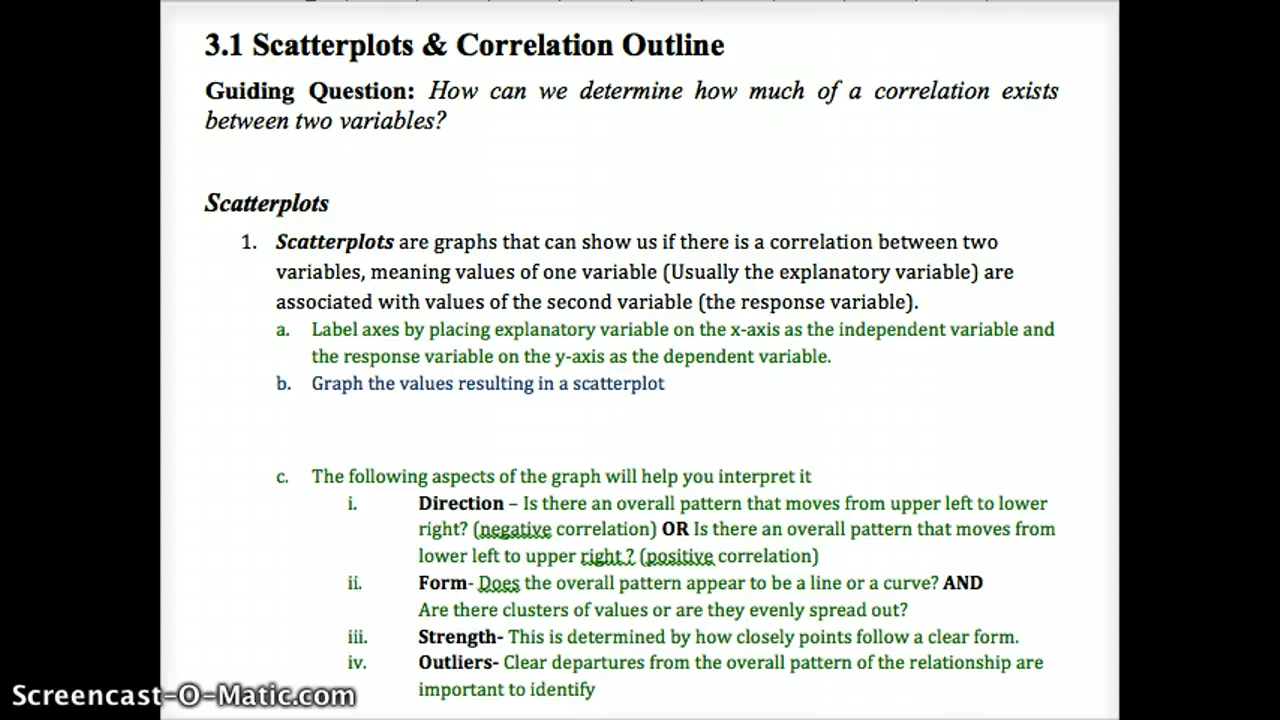 3.1 Scatterplots & Correlation Outline
Guiding Question: How can we determine how much of a correlation exists
between two variables?
Scatterplots
1. Scatterplots are graphs that can show us if there is a correlation between two
variables, meaning values of one variable (Usually the explanatory variable) are
associated with values of the second variable (the response variable).
a. Label axes by placing explanatory variable on the x-axis as the independent variable and
the response variable on the y-axis as the dependent variable.
b. Graph the values resulting in a scatterplot
c. The following aspects of the graph will help you interpret it
i. Direction – Is there an overall pattern that moves from upper left to lower
right? (negative correlation) OR Is there an overall pattern that moves from
lower left to upper right ? (positive correlation)
ii. Form- Does the overall pattern appear to be a line or a curve? AND
Are there clusters of values or are they evenly spread out?
iii. Strength- This is determined by how closely points follow a clear form.
iv. Outliers- Clear departures from the overall pattern of the relationship are
important to identify
Screencast-O-Matic.com